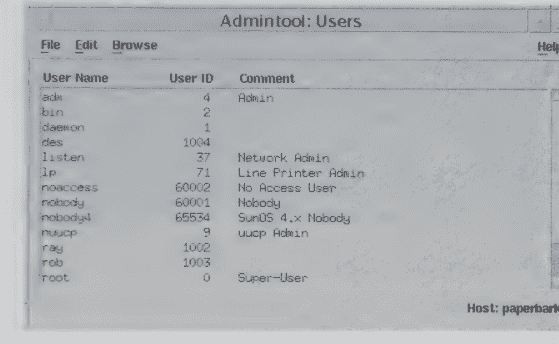 Admintool: Users
File Edit Browse Help
User Name User ID Comment
adm 4 Admin
bin 2
daemon 1
des 1004
listen 37 Network Admin
lp 71 Line Printer Admin
noaccess 60002 No Access User
nobody 60001 Nobody
nobody4 65534 SunOS 4.x Nobody
nuucp 9 uucp Admin
ray 1002
rob 1003
root 0 Super-User
Host: